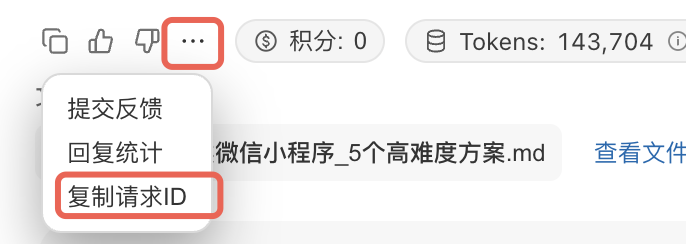 ... 积分: 0 Tokens: 143,704
提交反馈
回复统计
微信小程序_5个高难度方案.md 查看文件
复制请求ID